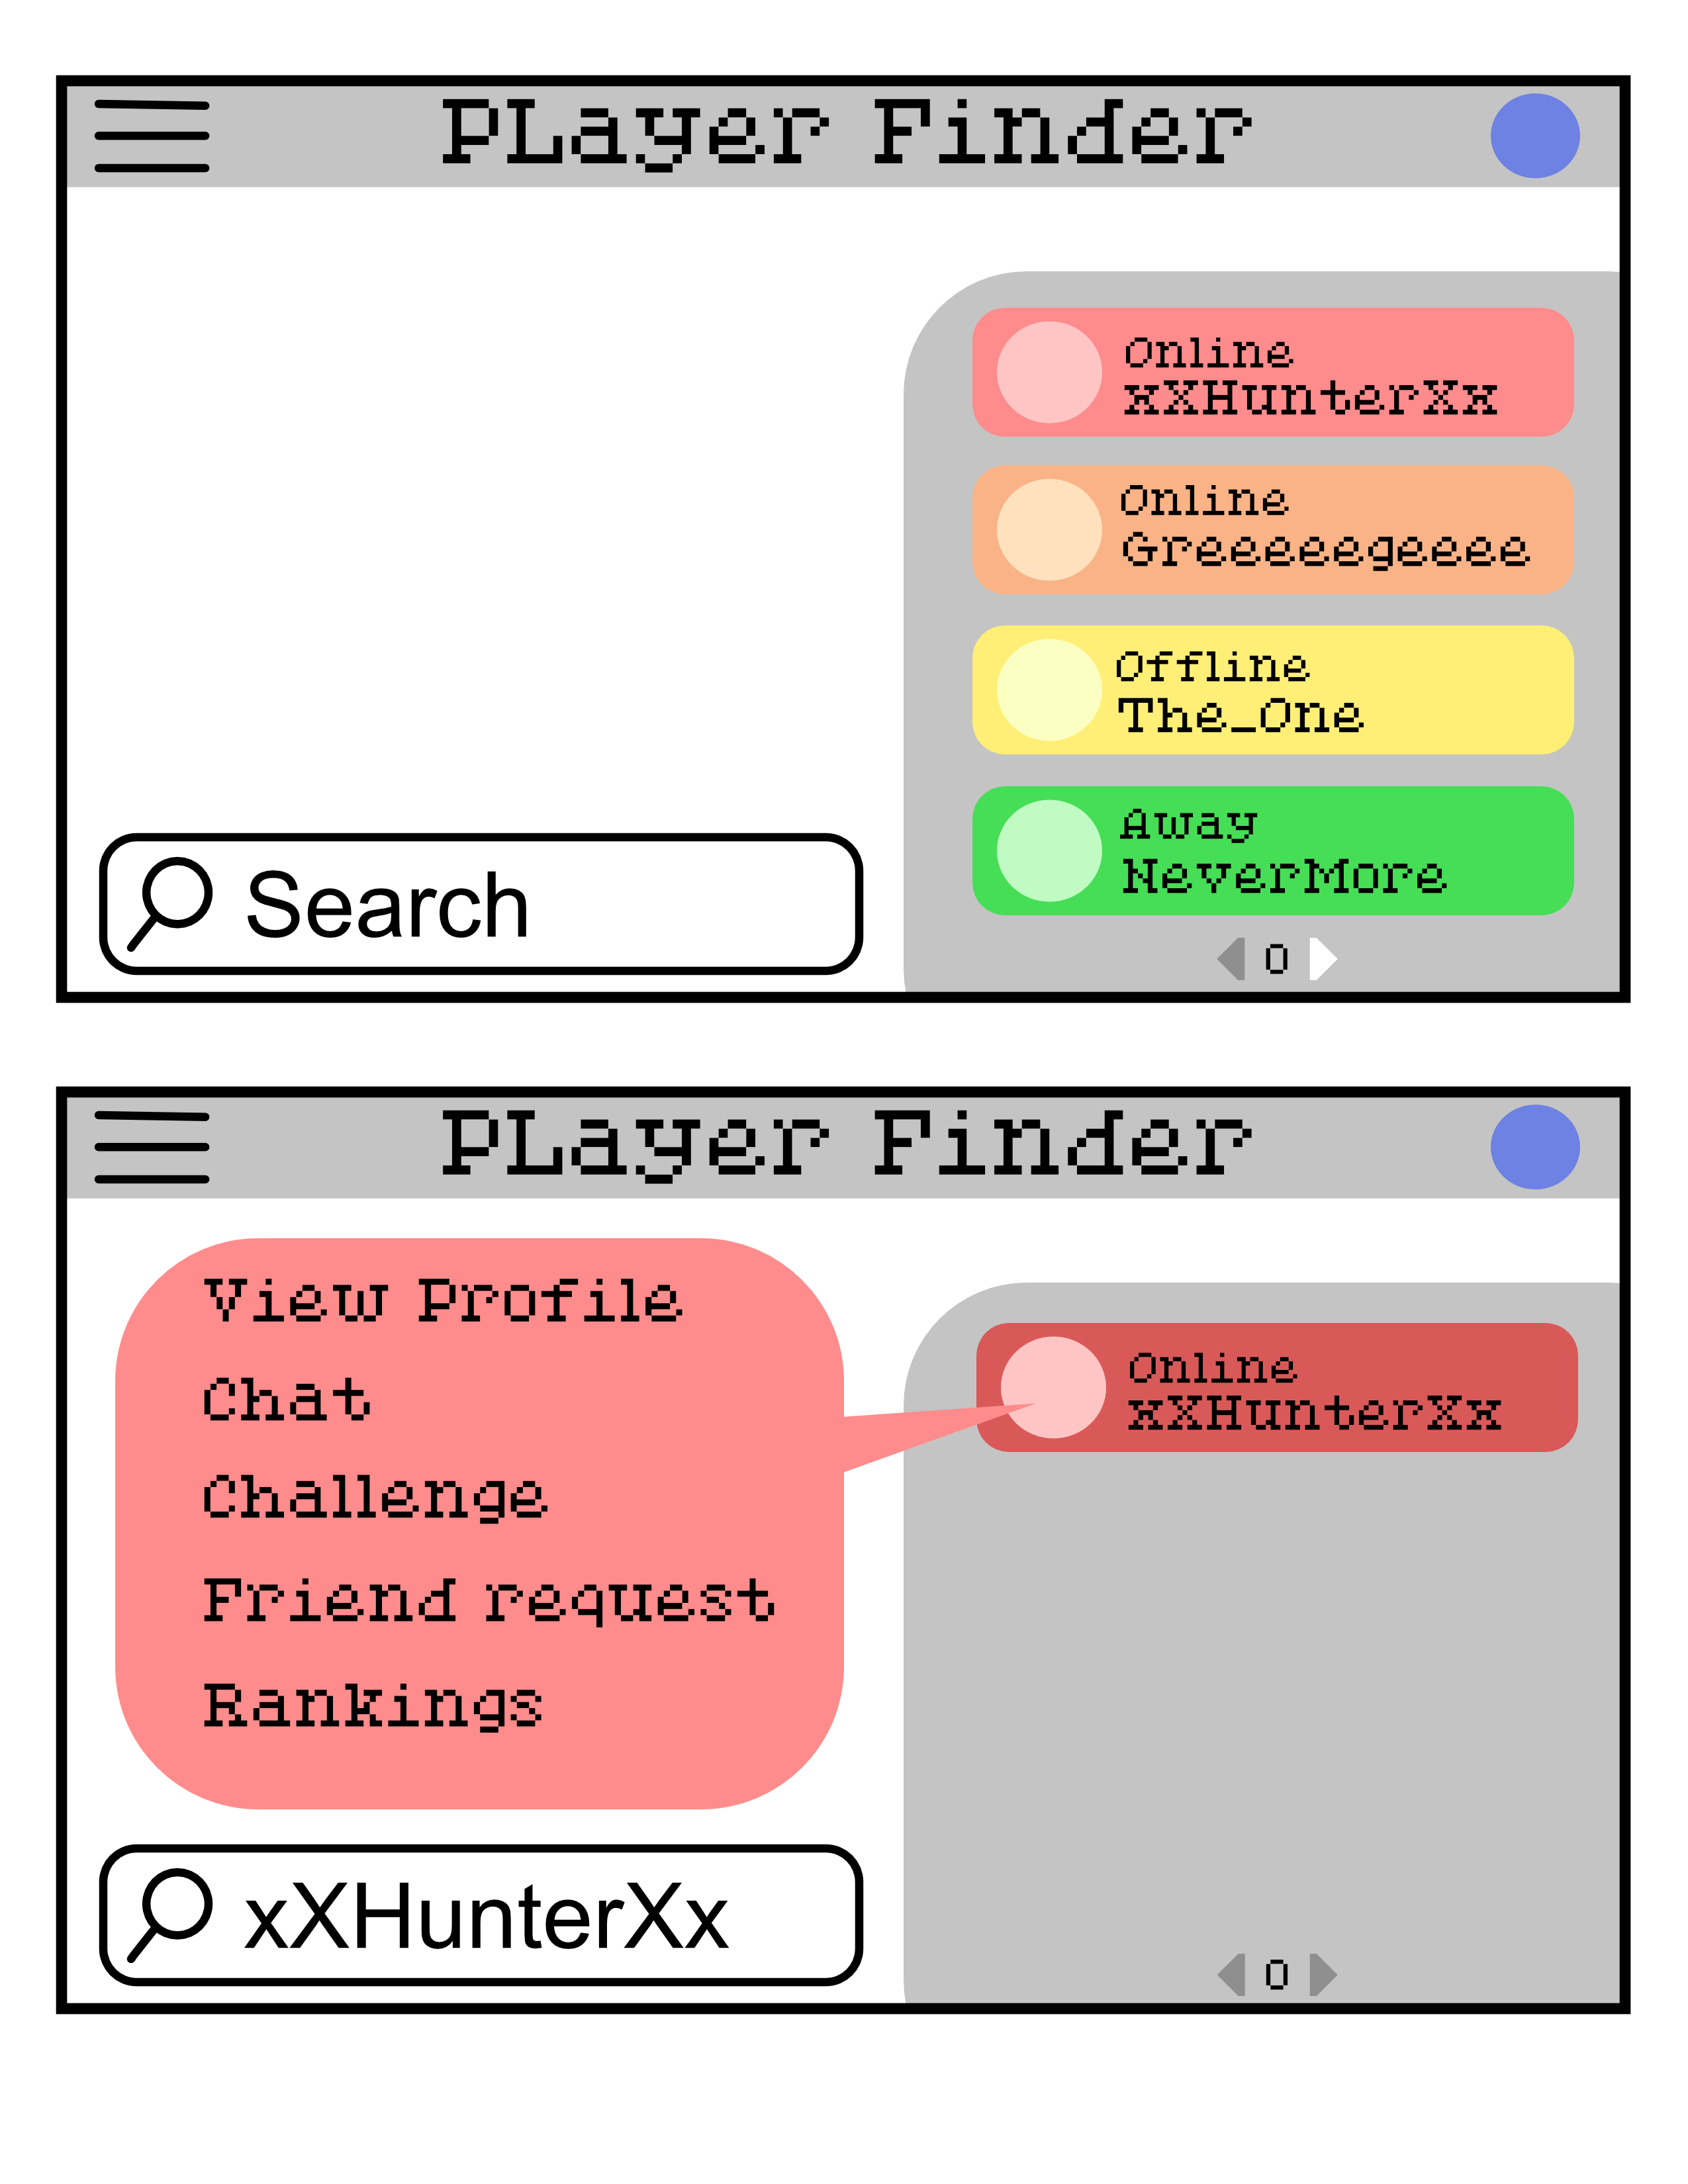 PLayer Finder
Online
xXHUnterXx
Online
Greeeeegeeee
Offline
The_One
Away
NeverMore
0
Search
PLayer Finder
View Profile
Chat
Challenge
Friend request
Rankings
Online
xXHUnterXx
xXHunterXx
0